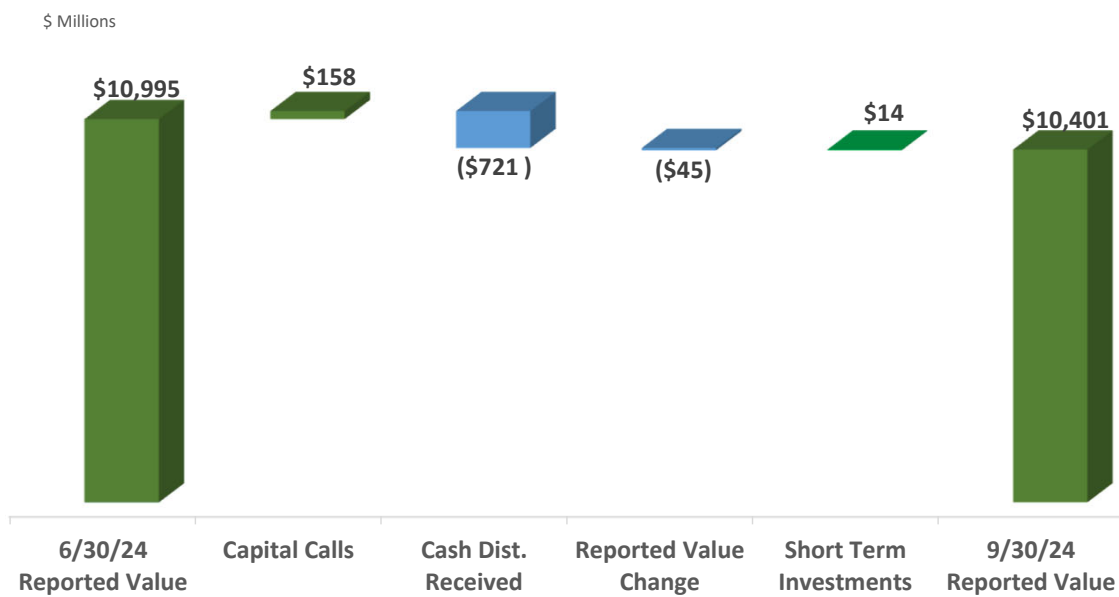 $ Millions
$10,995
$158
($721 )
($45)
$14
$10,401
6/30/24
Reported Value
Capital Calls
Cash Dist.
Received
Reported Value
Change
Short Term
Investments
9/30/24
Reported Value